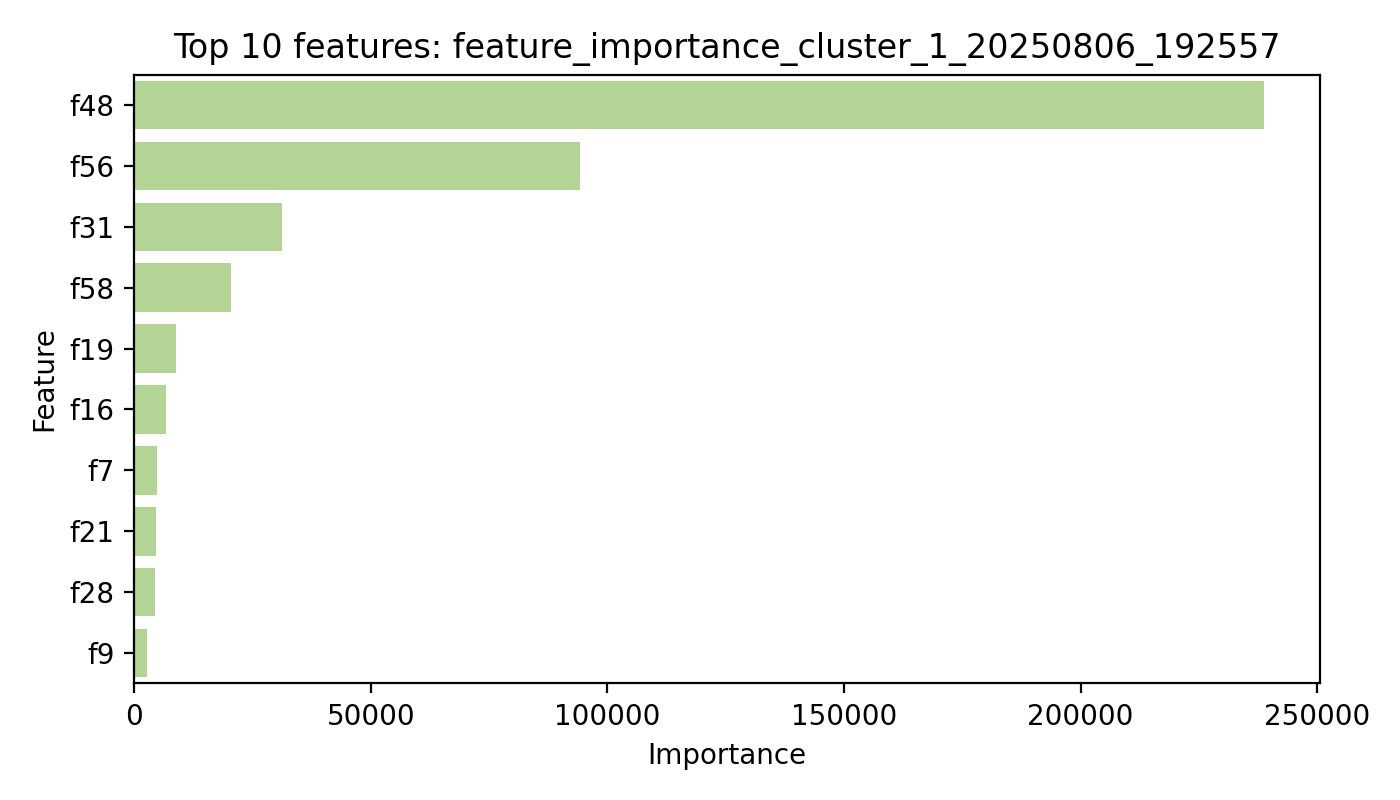 Top 10 features: feature_importance_cluster_1_20250806_192557
f48
f56
f31
f58
f19
f16
f7
f21
f28
f9
Feature
0 50000 100000 150000 200000 250000
Importance